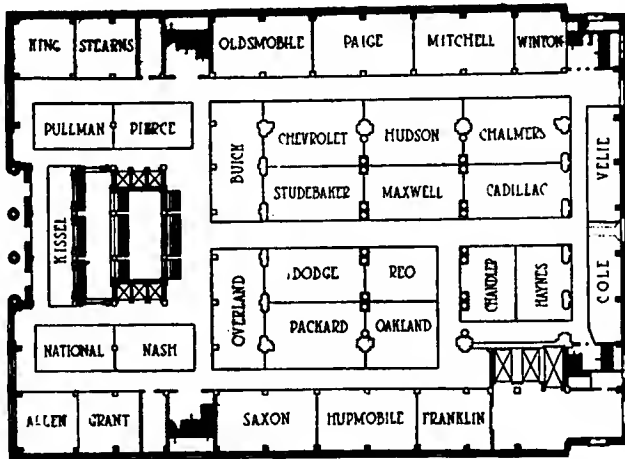 KING STEARNS OLDSMOBILE PAIGE MITCHELL WINTON
PULLMAN PIERCE
BUICK
CHEVROLET HUDSON CHALMERS
VELIE
STUDEBAKER MAXWELL CADILLAC
KISSEL
OVERLAND
DODGE REO
CHANDLER
HAYNES
COLE
PACKARD OAKLAND
NATIONAL NASH
ALLEN GRANT SAXON HUPMOBILE FRANKLIN